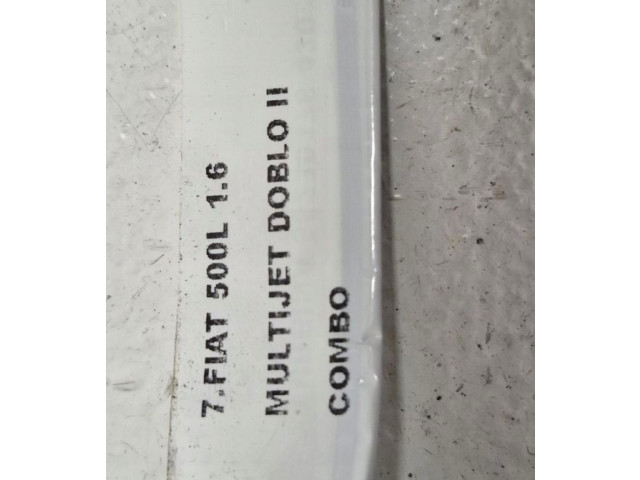 7.FIAT 500L 1.6
MULTIJET DOBLO II
COMBO